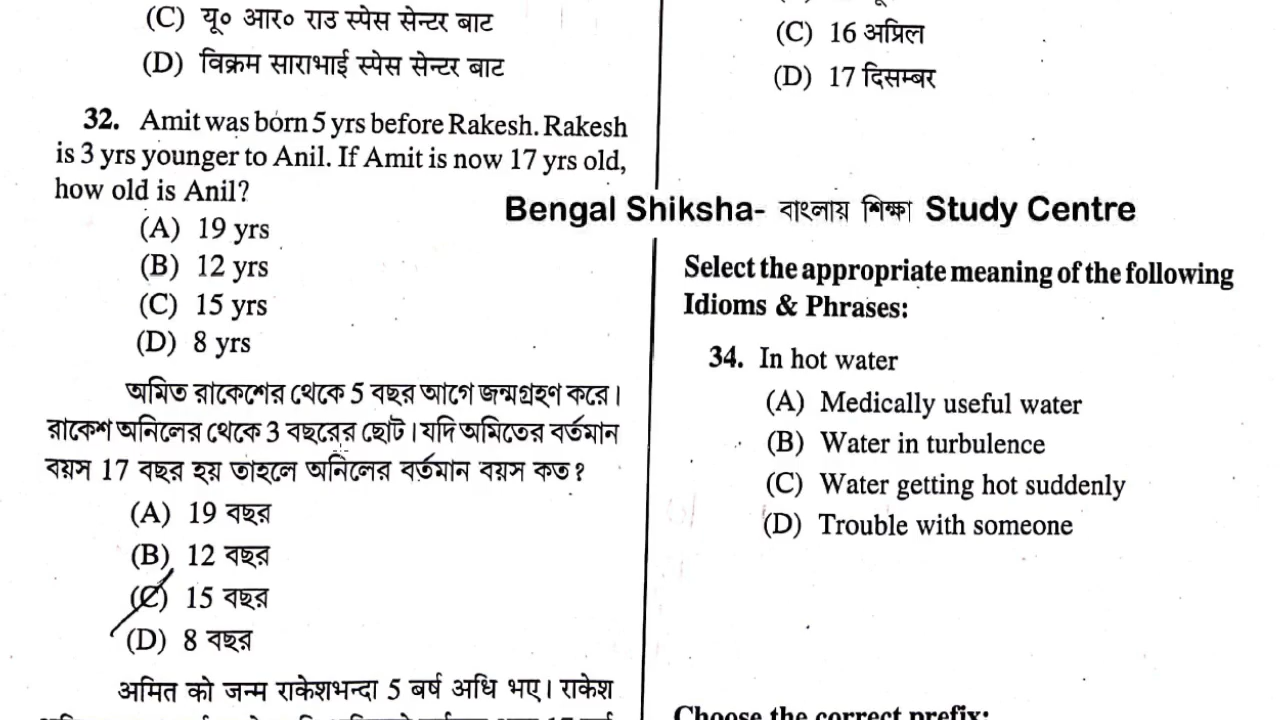 (C) यू० आर० राउ स्पेस सेन्टर बाट
(D) विक्रम साराभाई स्पेस सेन्टर बाट
32. Amit was born 5 yrs before Rakesh. Rakesh
is 3 yrs younger to Anil. If Amit is now 17 yrs old,
how old is Anil?
(A) 19 yrs
(B) 12 yrs
(C) 15 yrs
(D) 8 yrs
অমিত রাকেশের থেকে 5 বছর আগে জন্মগ্রহণ করে।
রাকেশ অনিলের থেকে 3 বছরের ছোট। যদি অমিতের বর্তমান
বয়স 17 বছর হয় তাহলে অনিলের বর্তমান বয়স কত?
(A) 19 বছর
(B) 12 বছর
(C) 15 বছর
(D) 8 বছর
अमित को जन्म राकेशभन्दा 5 बर्ष अघि भए। राकेश
(C) 16 अप्रिल
(D) 17 दिसम्बर
Bengal Shiksha- বাংলায় শিক্ষা Study Centre
Select the appropriate meaning of the following
Idioms & Phrases:
34. In hot water
(A) Medically useful water
(B) Water in turbulence
(C) Water getting hot suddenly
(D) Trouble with someone
Choose the correct prefix: